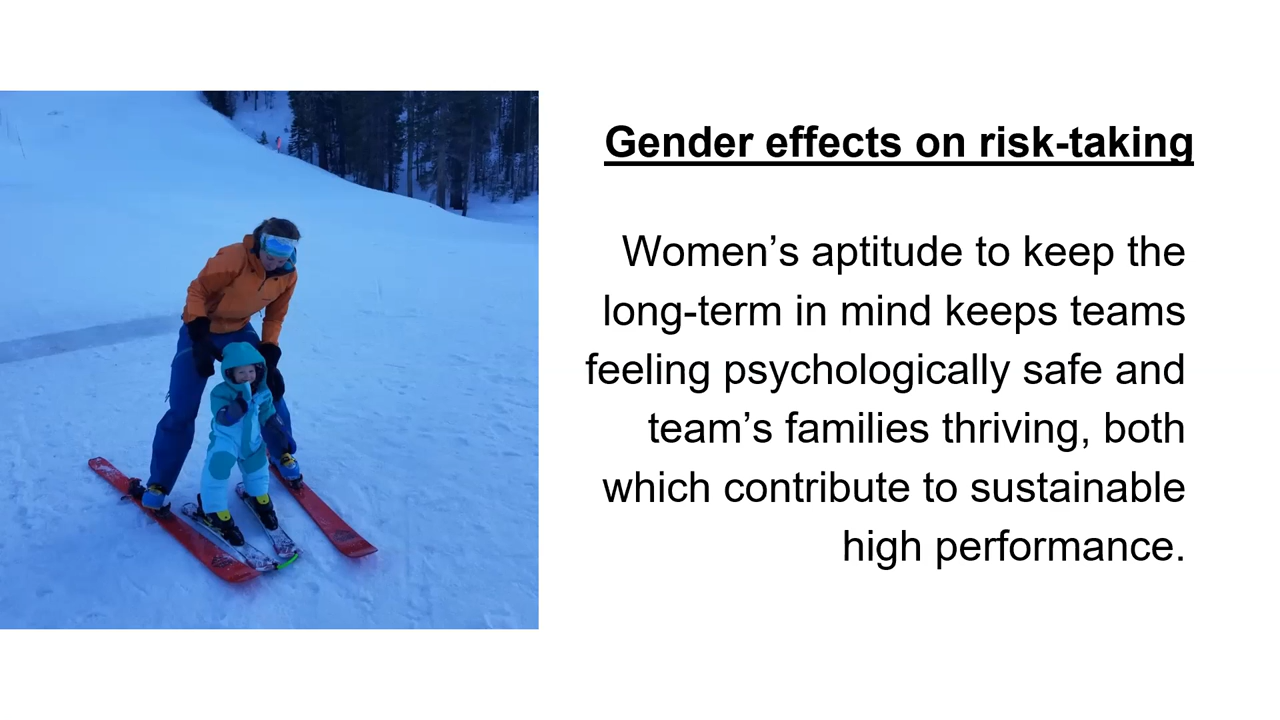 Gender effects on risk-taking
Women’s aptitude to keep the
long-term in mind keeps teams
feeling psychologically safe and
team’s families thriving, both
which contribute to sustainable
high performance.